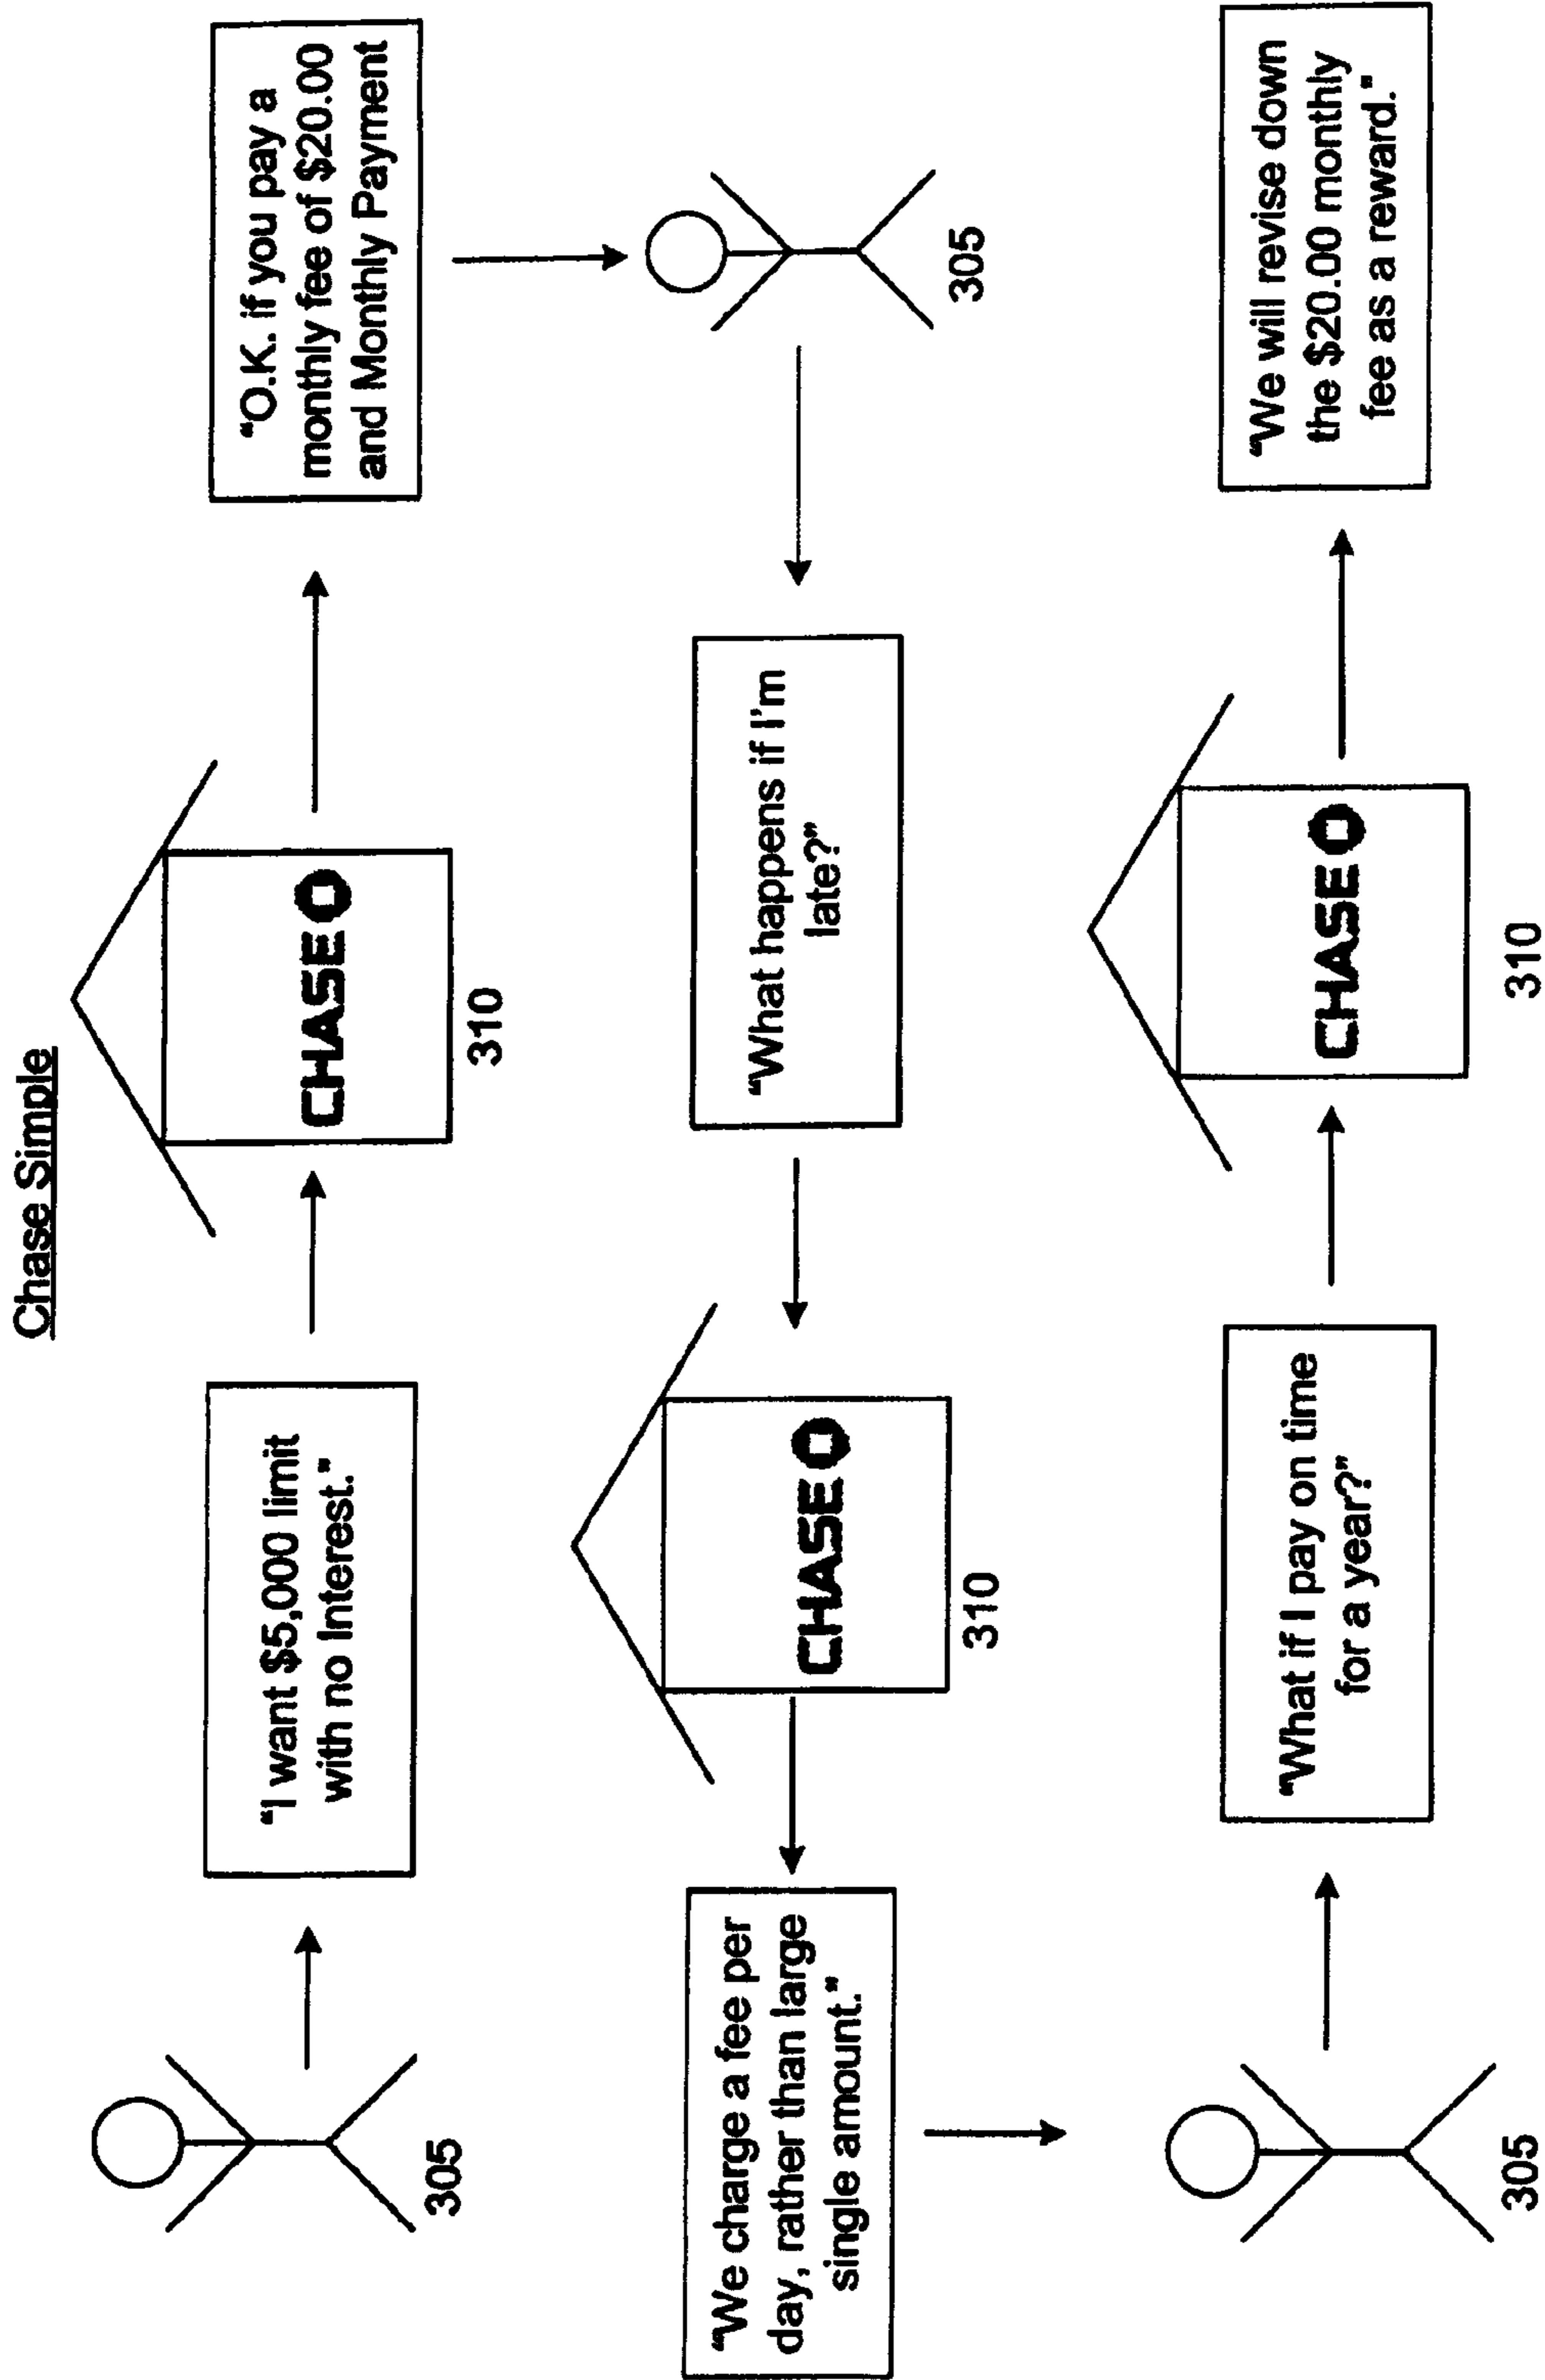 Chase Simple
305
"I want $5,000 limit
with no Interest."
CHASE
310
"O.K. if you pay a
monthly fee of $20.00
and Monthly Payment
305
"What happens if I'm
late?"
CHASE
310
"We charge a fee per
day, rather than large
single amount."
305
"What if I pay on time
for a year?"
CHASE
310
"We will revise down
the $20.00 monthly
fee as a reward."